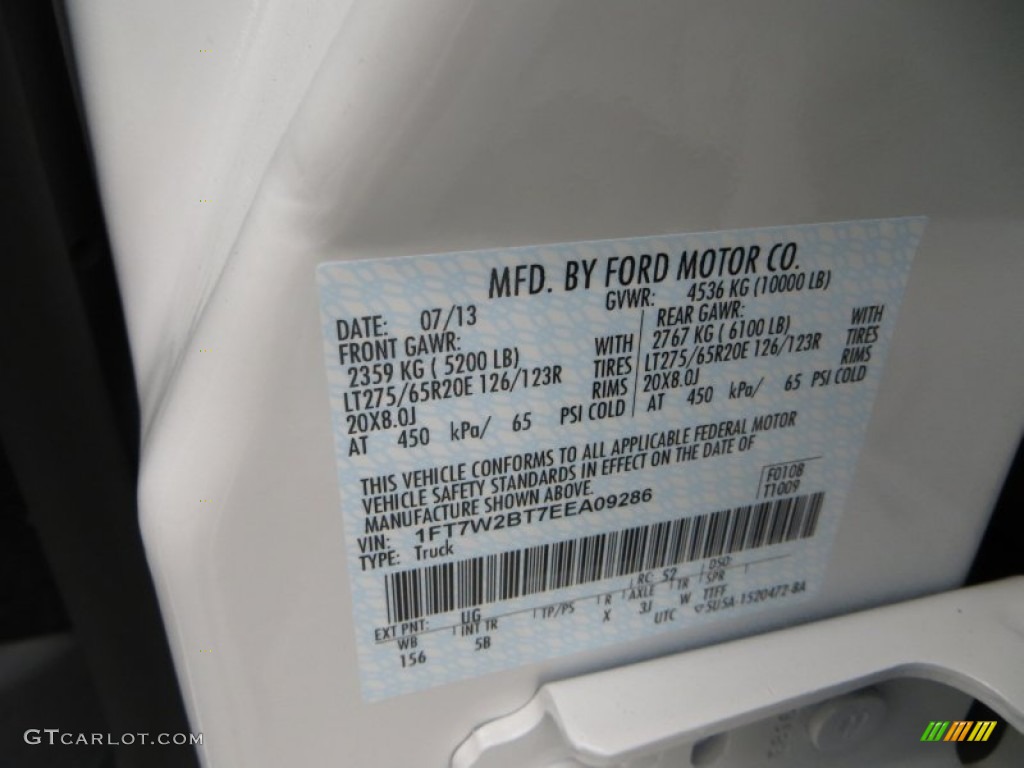 MFD. BY FORD MOTOR CO.
DATE: 07/13 GVWR: 4536 KG (10000 LB)
FRONT GAWR: REAR GAWR:
2359 KG ( 5200 LB) WITH 2767 KG ( 6100 LB) WITH
LT275/65R20E 126/123R TIRES LT275/65R20E 126/123R TIRES
20X8.0J RIMS 20X8.0J RIMS
AT 450 kPa/ 65 PSI COLD AT 450 kPa/ 65 PSI COLD
THIS VEHICLE CONFORMS TO ALL APPLICABLE FEDERAL MOTOR
VEHICLE SAFETY STANDARDS IN EFFECT ON THE DATE OF
MANUFACTURE SHOWN ABOVE.
F0108
T1009
VIN: 1FT7W2BT7EEA09286
TYPE: Truck
EXT PNT: UG RC: 52 DSO:
WB INT TR TP/PS R AXLE TR SPR
156 5B X 3J W TTFF
UTC 5U5A-1520472-BA
GTCARLOT.COM